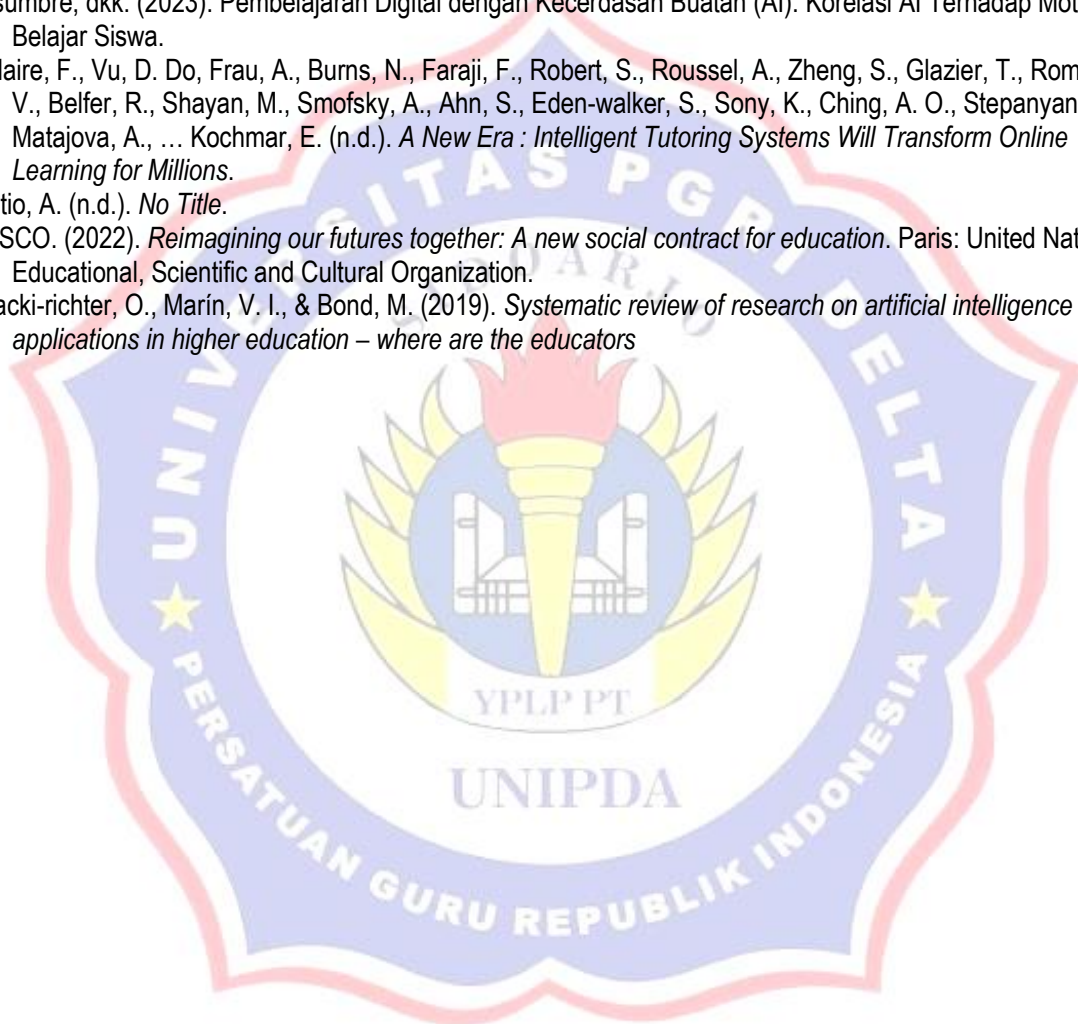 sumbre, dkk. (2023). Pembelajaran Digital dengan Kecerdasan Buatan (AI). Korelasi AI Terhadap Mot
Belajar Siswa.
laire, F., Vu, D. Do, Frau, A., Burns, N., Faraji, F., Robert, S., Roussel, A., Zheng, S., Glazier, T., Rom
V., Belfer, R., Shayan, M., Smofsky, A., Ahn, S., Eden-walker, S., Sony, K., Ching, A. O., Stepanyan
Matajova, A., … Kochmar, E. (n.d.). A New Era : Intelligent Tutoring Systems Will Transform Online
Learning for Millions.
tio, A. (n.d.). No Title.
SCO. (2022). Reimagining our futures together: A new social contract for education. Paris: United Nat
Educational, Scientific and Cultural Organization.
acki-richter, O., Marín, V. I., & Bond, M. (2019). Systematic review of research on artificial intelligence
applications in higher education – where are the educators
UNIVERSITAS PGRI DELTA
SIDOARJO
YPLP PT
UNIPDA
PERSATUAN GURU REPUBLIK INDONESIA